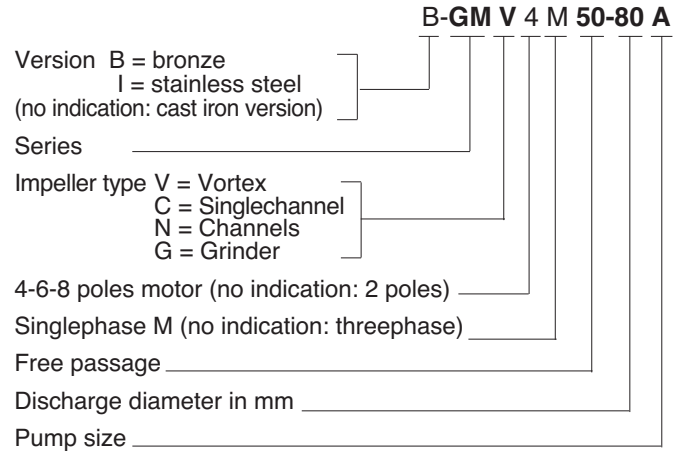 B-GM V 4 M 50-80 A
Version B = bronze
I = stainless steel
(no indication: cast iron version)
Series
Impeller type V = Vortex
C = Singlechannel
N = Channels
G = Grinder
4-6-8 poles motor (no indication: 2 poles)
Singlephase M (no indication: threephase)
Free passage
Discharge diameter in mm
Pump size